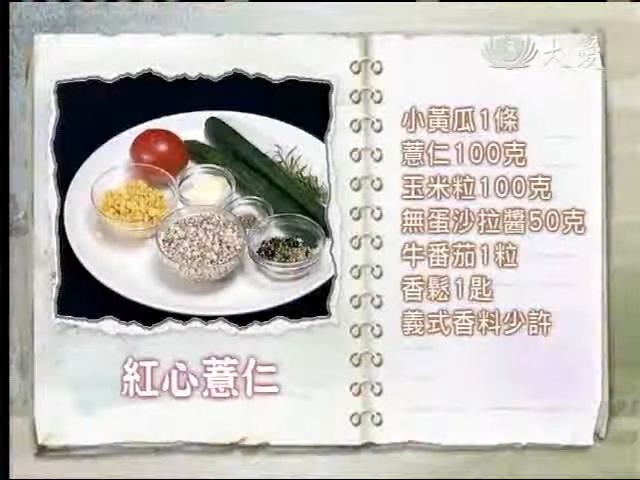 大愛
小黃瓜1條
薏仁100克
玉米粒100克
無蛋沙拉醬50克
牛番茄1粒
香鬆1匙
義式香料少許
紅心薏仁